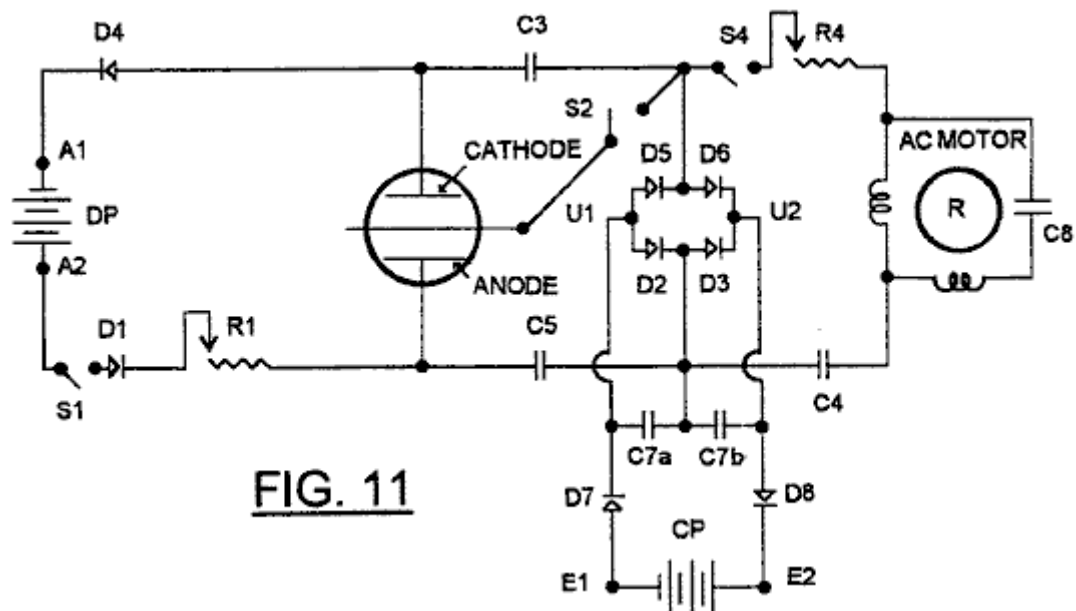 D4
C3
S4
R4
S2
A1
CATHODE
D5
D6
AC MOTOR
DP
U1
U2
R
C8
A2
ANODE
D2
D3
D1
R1
C5
S1
C4
C7a
C7b
FIG. 11
D7
D8
CP
E1
E2